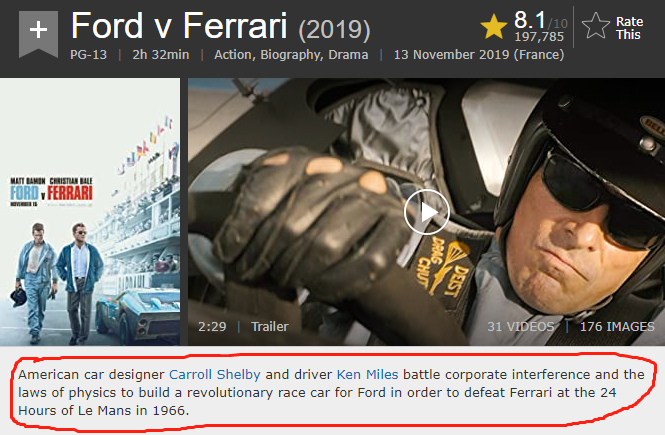 + Ford v Ferrari (2019)
8.1/10
197,785
Rate This
PG-13 | 2h 32min | Action, Biography, Drama | 13 November 2019 (France)
MATT DAMON CHRISTIAN BALE
FORD v FERRARI
NOVEMBER 15
BELL
DIST
DRAG CHUT
2:29 | Trailer
31 VIDEOS | 176 IMAGES
American car designer Carroll Shelby and driver Ken Miles battle corporate interference and the
laws of physics to build a revolutionary race car for Ford in order to defeat Ferrari at the 24
Hours of Le Mans in 1966.